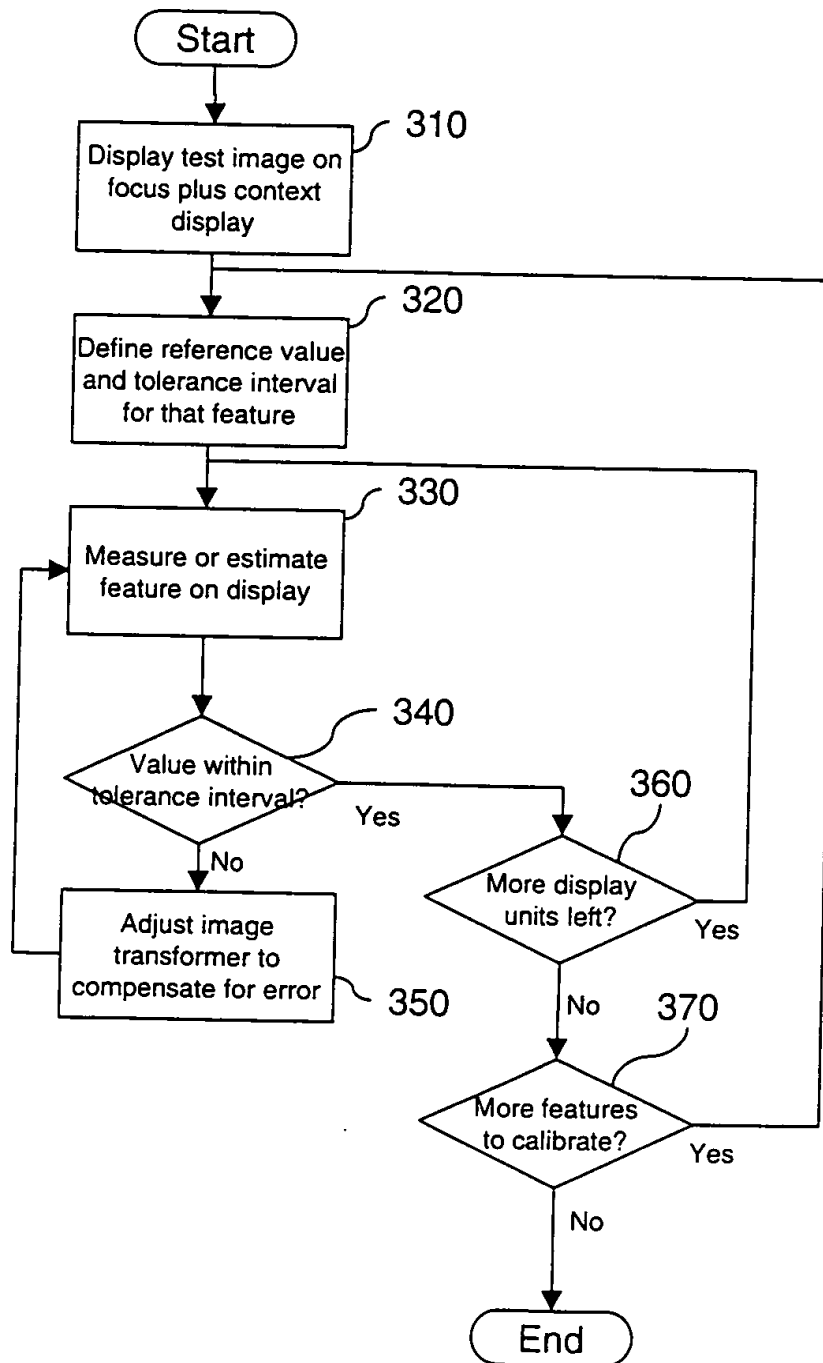 Start
310
Display test image on
focus plus context
display
320
Define reference value
and tolerance interval
for that feature
330
Measure or estimate
feature on display
340
Value within
tolerance interval?
Yes
No
360
More display
units left?
Yes
Adjust image
transformer to
compensate for error
350
No
370
More features
to calibrate?
Yes
No
End